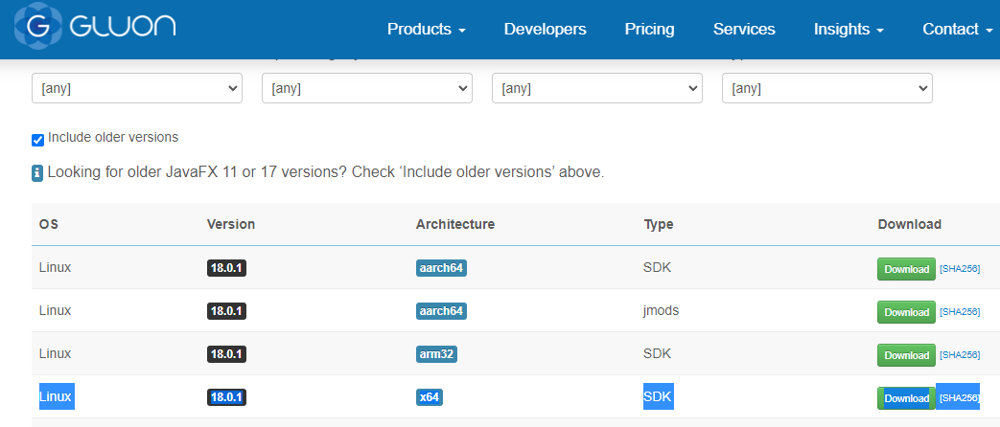 GLUON
Products Developers Pricing Services Insights Contact
[any] [any] [any] [any]
Include older versions
Looking for older JavaFX 11 or 17 versions? Check ‘Include older versions’ above.
OS Version Architecture Type Download
Linux 18.0.1 aarch64 SDK Download [SHA256]
Linux 18.0.1 aarch64 jmods Download [SHA256]
Linux 18.0.1 arm32 SDK Download [SHA256]
Linux 18.0.1 x64 SDK Download [SHA256]